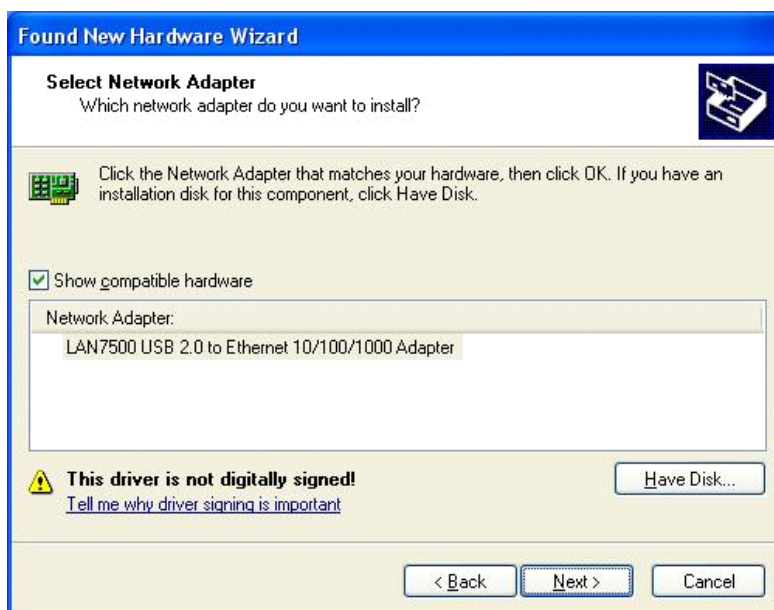 Found New Hardware Wizard
Select Network Adapter
Which network adapter do you want to install?
Click the Network Adapter that matches your hardware, then click OK. If you have an
installation disk for this component, click Have Disk.
Show compatible hardware
Network Adapter:
LAN7500 USB 2.0 to Ethernet 10/100/1000 Adapter
This driver is not digitally signed!
Have Disk...
Tell me why driver signing is important
< Back
Next >
Cancel